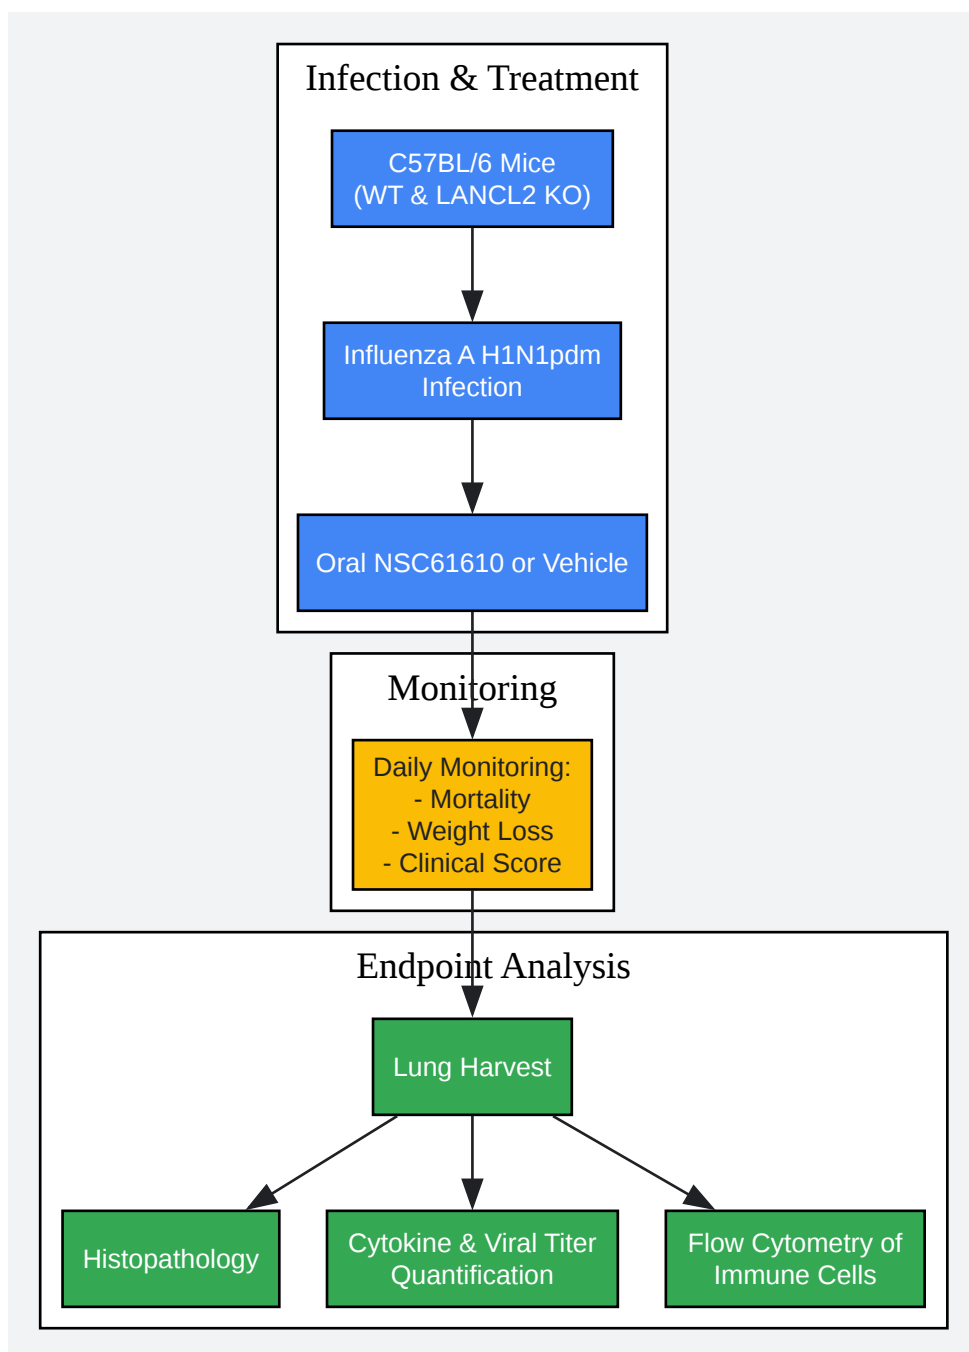 Infection & Treatment
C57BL/6 Mice
(WT & LANCL2 KO)
Influenza A H1N1pdm
Infection
Oral NSC61610 or Vehicle
Monitoring
Daily Monitoring:
- Mortality
- Weight Loss
- Clinical Score
Endpoint Analysis
Lung Harvest
Histopathology
Cytokine & Viral Titer
Quantification
Flow Cytometry of
Immune Cells